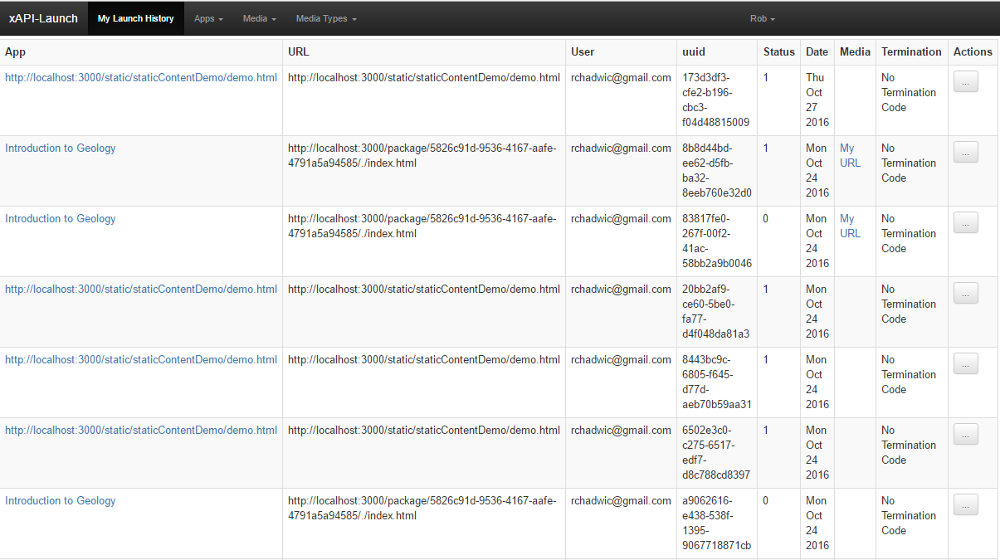 xAPI-Launch My Launch History Apps Media Media Types Rob
App URL User uuid Status Date Media Termination Actions
http://localhost:3000/static/staticContentDemo/demo.html http://localhost:3000/static/staticContentDemo/demo.html rchadwic@gmail.com 173d3df3- 1 Thu No ...
cfe2-b196- Oct Termination
cbc3- 27 Code
f04d48815009 2016
Introduction to Geology http://localhost:3000/package/5826c91d-9536-4167-aafe- rchadwic@gmail.com 8b8d44bd- 1 Mon My No ...
4791a5a94585/./index.html ee62-d5fb- Oct URL Termination
ba32- 24 Code
8eeb760e32d0 2016
Introduction to Geology http://localhost:3000/package/5826c91d-9536-4167-aafe- rchadwic@gmail.com 83817fe0- 0 Mon My No ...
4791a5a94585/./index.html 267f-00f2- Oct URL Termination
41ac- 24 Code
58bb2a9b0046 2016
http://localhost:3000/static/staticContentDemo/demo.html http://localhost:3000/static/staticContentDemo/demo.html rchadwic@gmail.com 20bb2af9- 1 Mon No ...
ce60-5be0- Oct Termination
fa77- 24 Code
d4f048da81a3 2016
http://localhost:3000/static/staticContentDemo/demo.html http://localhost:3000/static/staticContentDemo/demo.html rchadwic@gmail.com 8443bc9c- 1 Mon No ...
6805-f645- Oct Termination
d77d- 24 Code
aeb70b59aa31 2016
http://localhost:3000/static/staticContentDemo/demo.html http://localhost:3000/static/staticContentDemo/demo.html rchadwic@gmail.com 6502e3c0- 1 Mon No ...
c275-6517- Oct Termination
edf7- 24 Code
d8c788cd8397 2016
Introduction to Geology http://localhost:3000/package/5826c91d-9536-4167-aafe- rchadwic@gmail.com a9062616- 0 Mon No ...
4791a5a94585/./index.html e438-538f- Oct Termination
1395- 24 Code
9067718871cb 2016